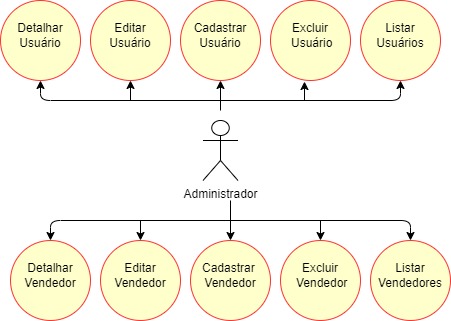 Detalhar
Usuário
Editar
Usuário
Cadastrar
Usuário
Excluir
Usuário
Listar
Usuários
Administrador
Detalhar
Vendedor
Editar
Vendedor
Cadastrar
Vendedor
Excluir
Vendedor
Listar
Vendedores